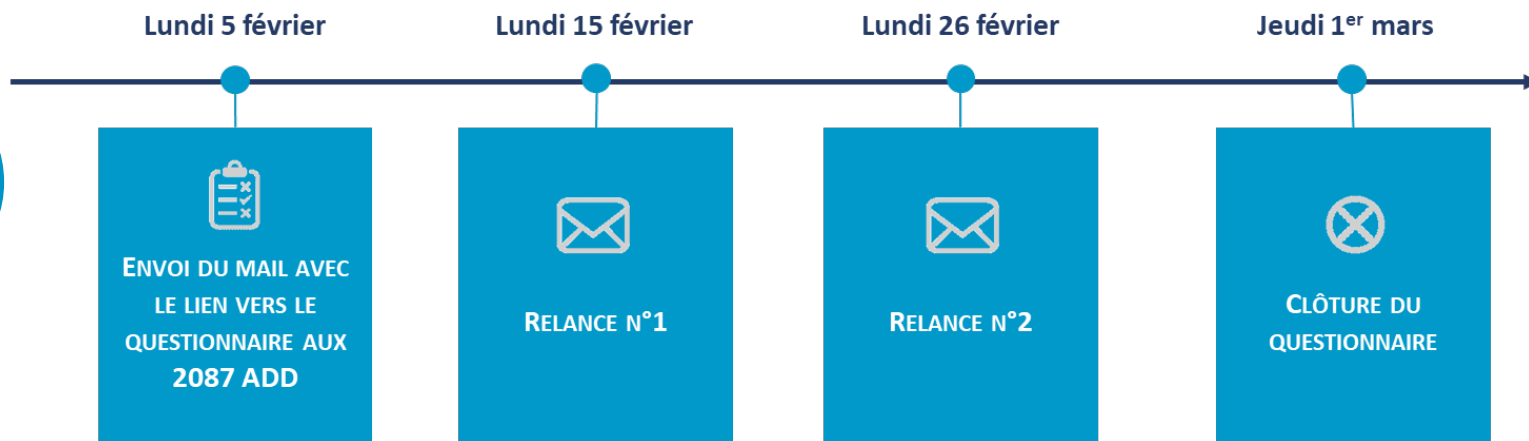 Lundi 5 février
Lundi 15 février
Lundi 26 février
Jeudi 1er mars
ENVOI DU MAIL AVEC
LE LIEN VERS LE
QUESTIONNAIRE AUX
2087 ADD
RELANCE N°1
RELANCE N°2
CLÔTURE DU
QUESTIONNAIRE